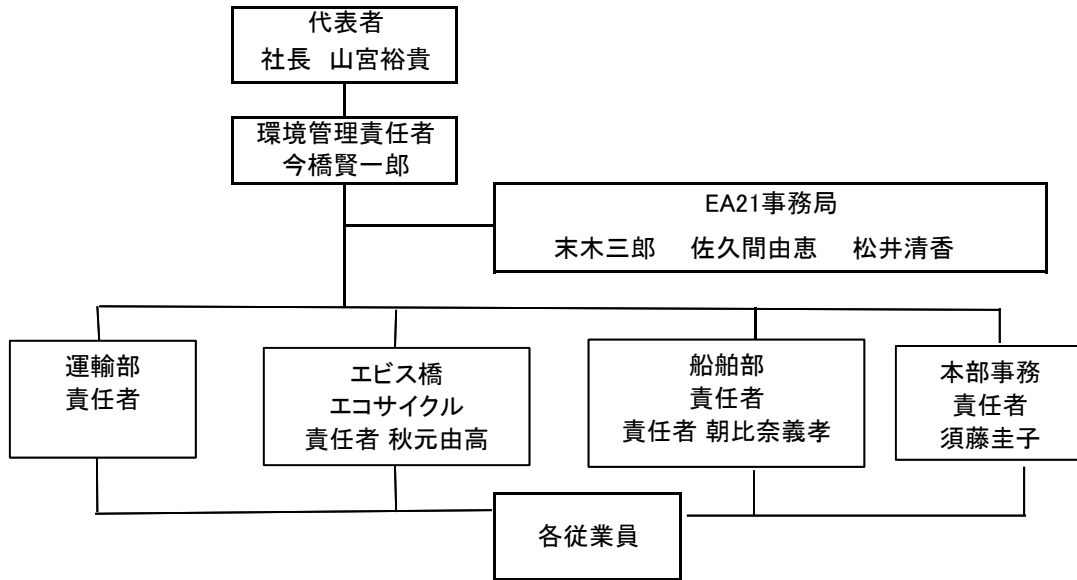 代表者
社長 山宮裕貴
環境管理責任者
今橋賢一郎
EA21事務局
末木三郎 佐久間由恵 松井清香
運輸部
責任者
エビス橋
エコサイクル
責任者 秋元由高
船舶部
責任者
責任者 朝比奈義孝
本部事務
責任者
須藤圭子
各従業員